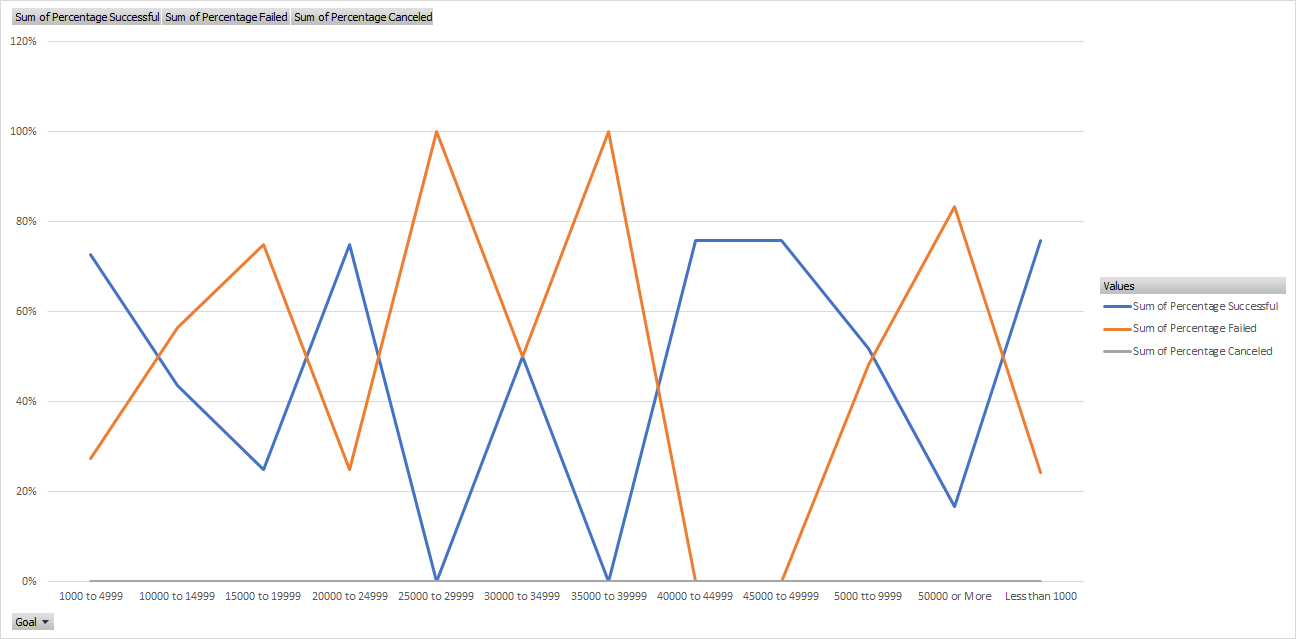 Sum of Percentage Successful Sum of Percentage Failed Sum of Percentage Canceled
120%
100%
80%
60%
40%
20%
0%
1000 to 4999 10000 to 14999 15000 to 19999 20000 to 24999 25000 to 29999 30000 to 34999 35000 to 39999 40000 to 44999 45000 to 49999 5000 tto 9999 50000 or More Less than 1000
Values
Sum of Percentage Successful
Sum of Percentage Failed
Sum of Percentage Canceled
Goal